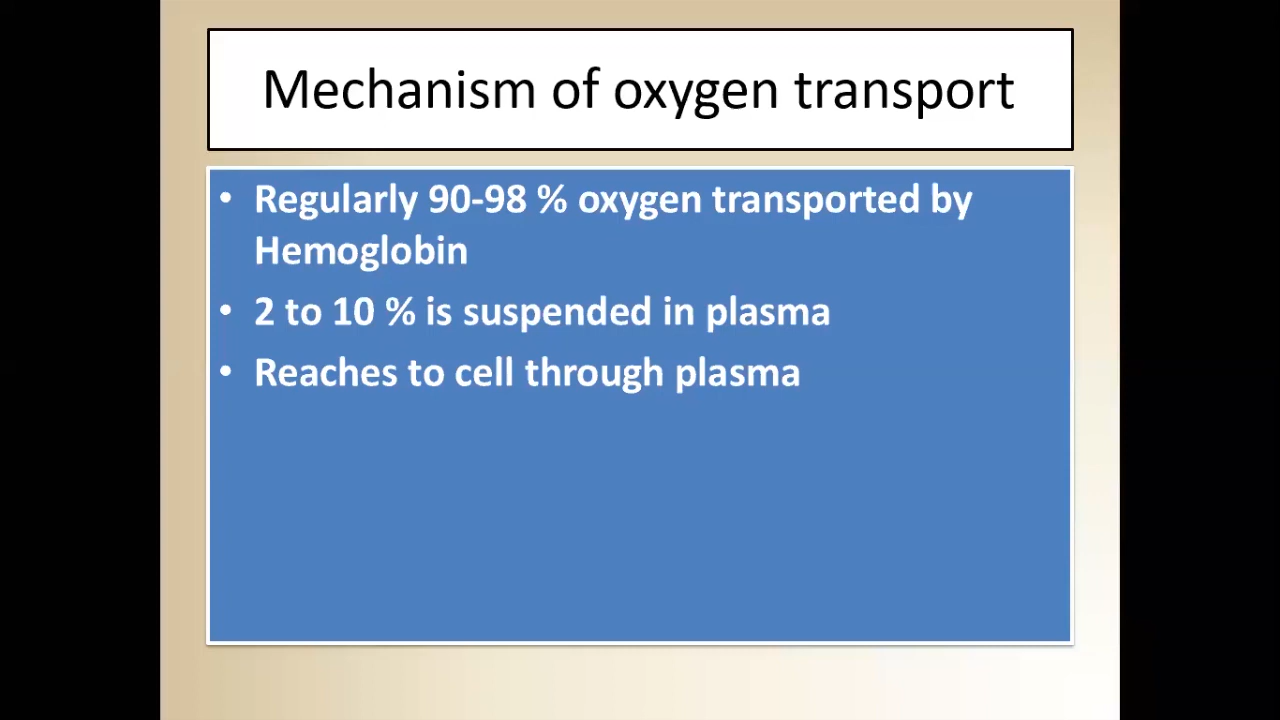 Mechanism of oxygen transport
• Regularly 90-98 % oxygen transported by
Hemoglobin
• 2 to 10 % is suspended in plasma
• Reaches to cell through plasma